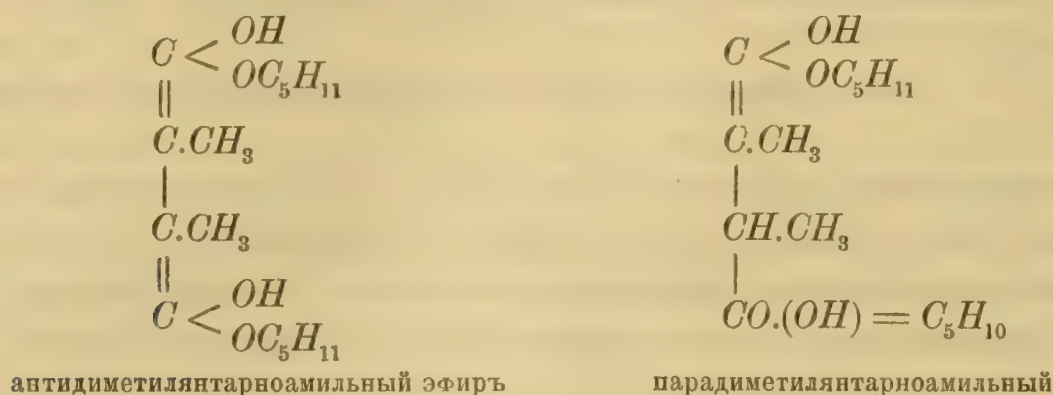 C < OH OC₅H₁₁
||
C.CH₃
|
C.CH₃
||
C < OH OC₅H₁₁
антидиметилянтарноамильный эфиръ
C < OH OC₅H₁₁
||
C.CH₃
|
CH.CH₃
|
CO.(OH) = C₅H₁₀
парадиметилянтарноамильный